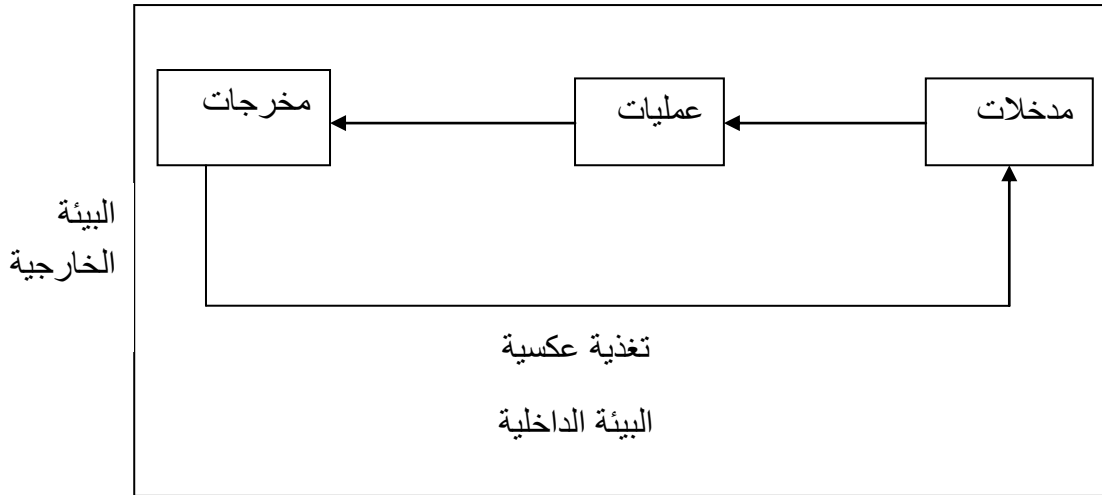 مدخلات
عمليات
مخرجات
البيئة
الخارجية
تغذية عكسية
البيئة الداخلية